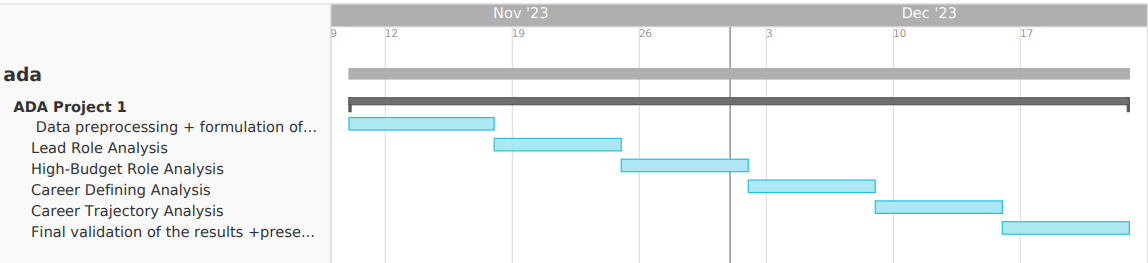 Nov '23 Dec '23
9 12 19 26 3 10 17
ada
ADA Project 1
Data preprocessing + formulation of...
Lead Role Analysis
High-Budget Role Analysis
Career Defining Analysis
Career Trajectory Analysis
Final validation of the results +prese...